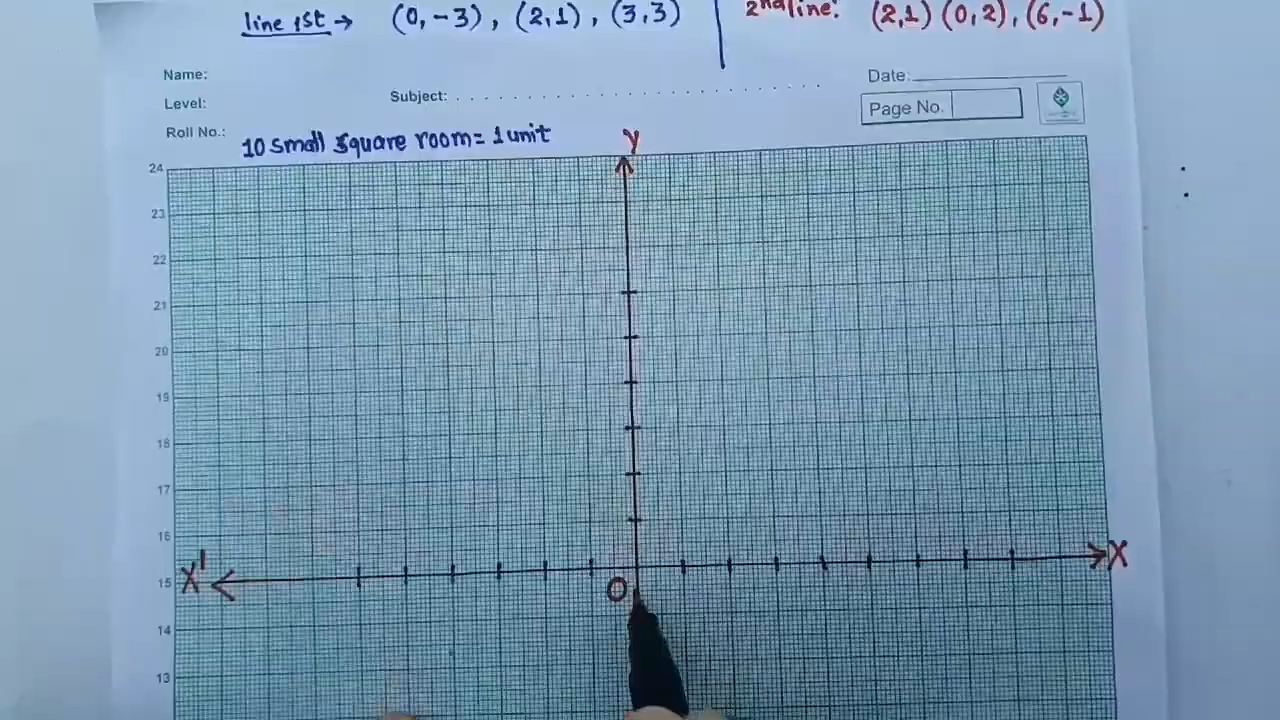 line 1st → (0, -3), (2,1), (3,3) 2nd line: (2,1) (0,2), (6,-1)
Name:
Date:
Level:
Subject:
Page No.
Roll No.:
10 small square room = 1 unit
Y
24
23
22
21
20
19
18
17
16
X' 15 O X
14
13